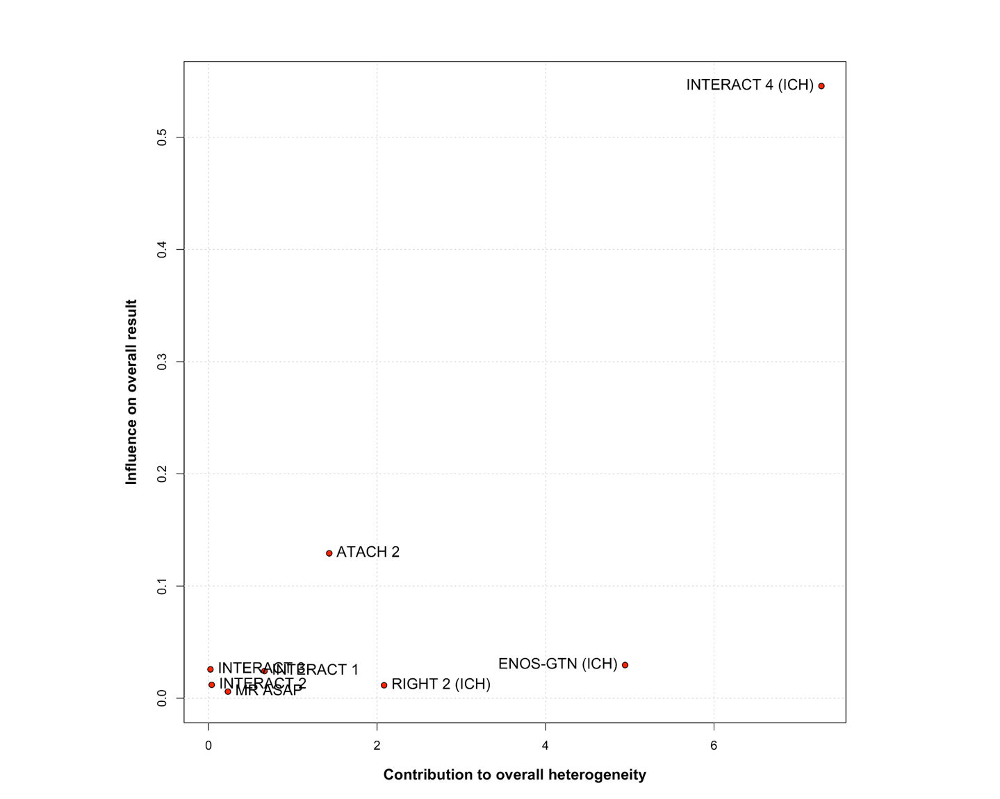 INTERACT 4 (ICH)
0.5
0.4
0.3
0.2
0.1
0.0
Influence on overall result
ATACH 2
ENOS-GTN (ICH)
INTERACT 3
INTERACT 1
INTERACT 2
RIGHT 2 (ICH)
MR ASAP
0 2 4 6
Contribution to overall heterogeneity